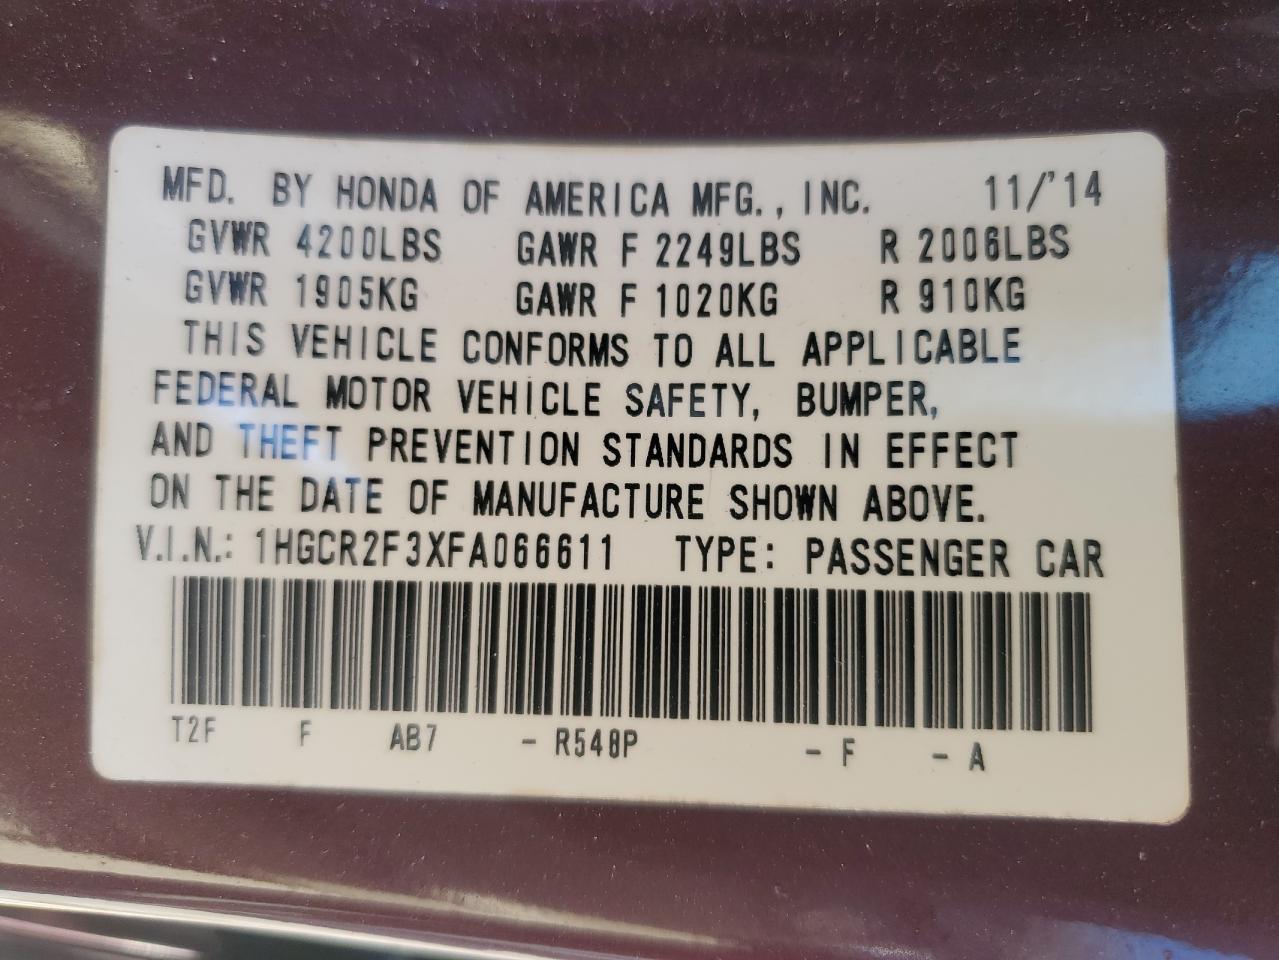 MFD. BY HONDA OF AMERICA MFG., INC. 11/'14
GVWR 4200LBS GAWR F 2249LBS R 2006LBS
GVWR 1905KG GAWR F 1020KG R 910KG
THIS VEHICLE CONFORMS TO ALL APPLICABLE
FEDERAL MOTOR VEHICLE SAFETY, BUMPER,
AND THEFT PREVENTION STANDARDS IN EFFECT
ON THE DATE OF MANUFACTURE SHOWN ABOVE.
V.I.N.: 1HGCR2F3XFA066611 TYPE: PASSENGER CAR
T2F F AB7 - R548P - F - A